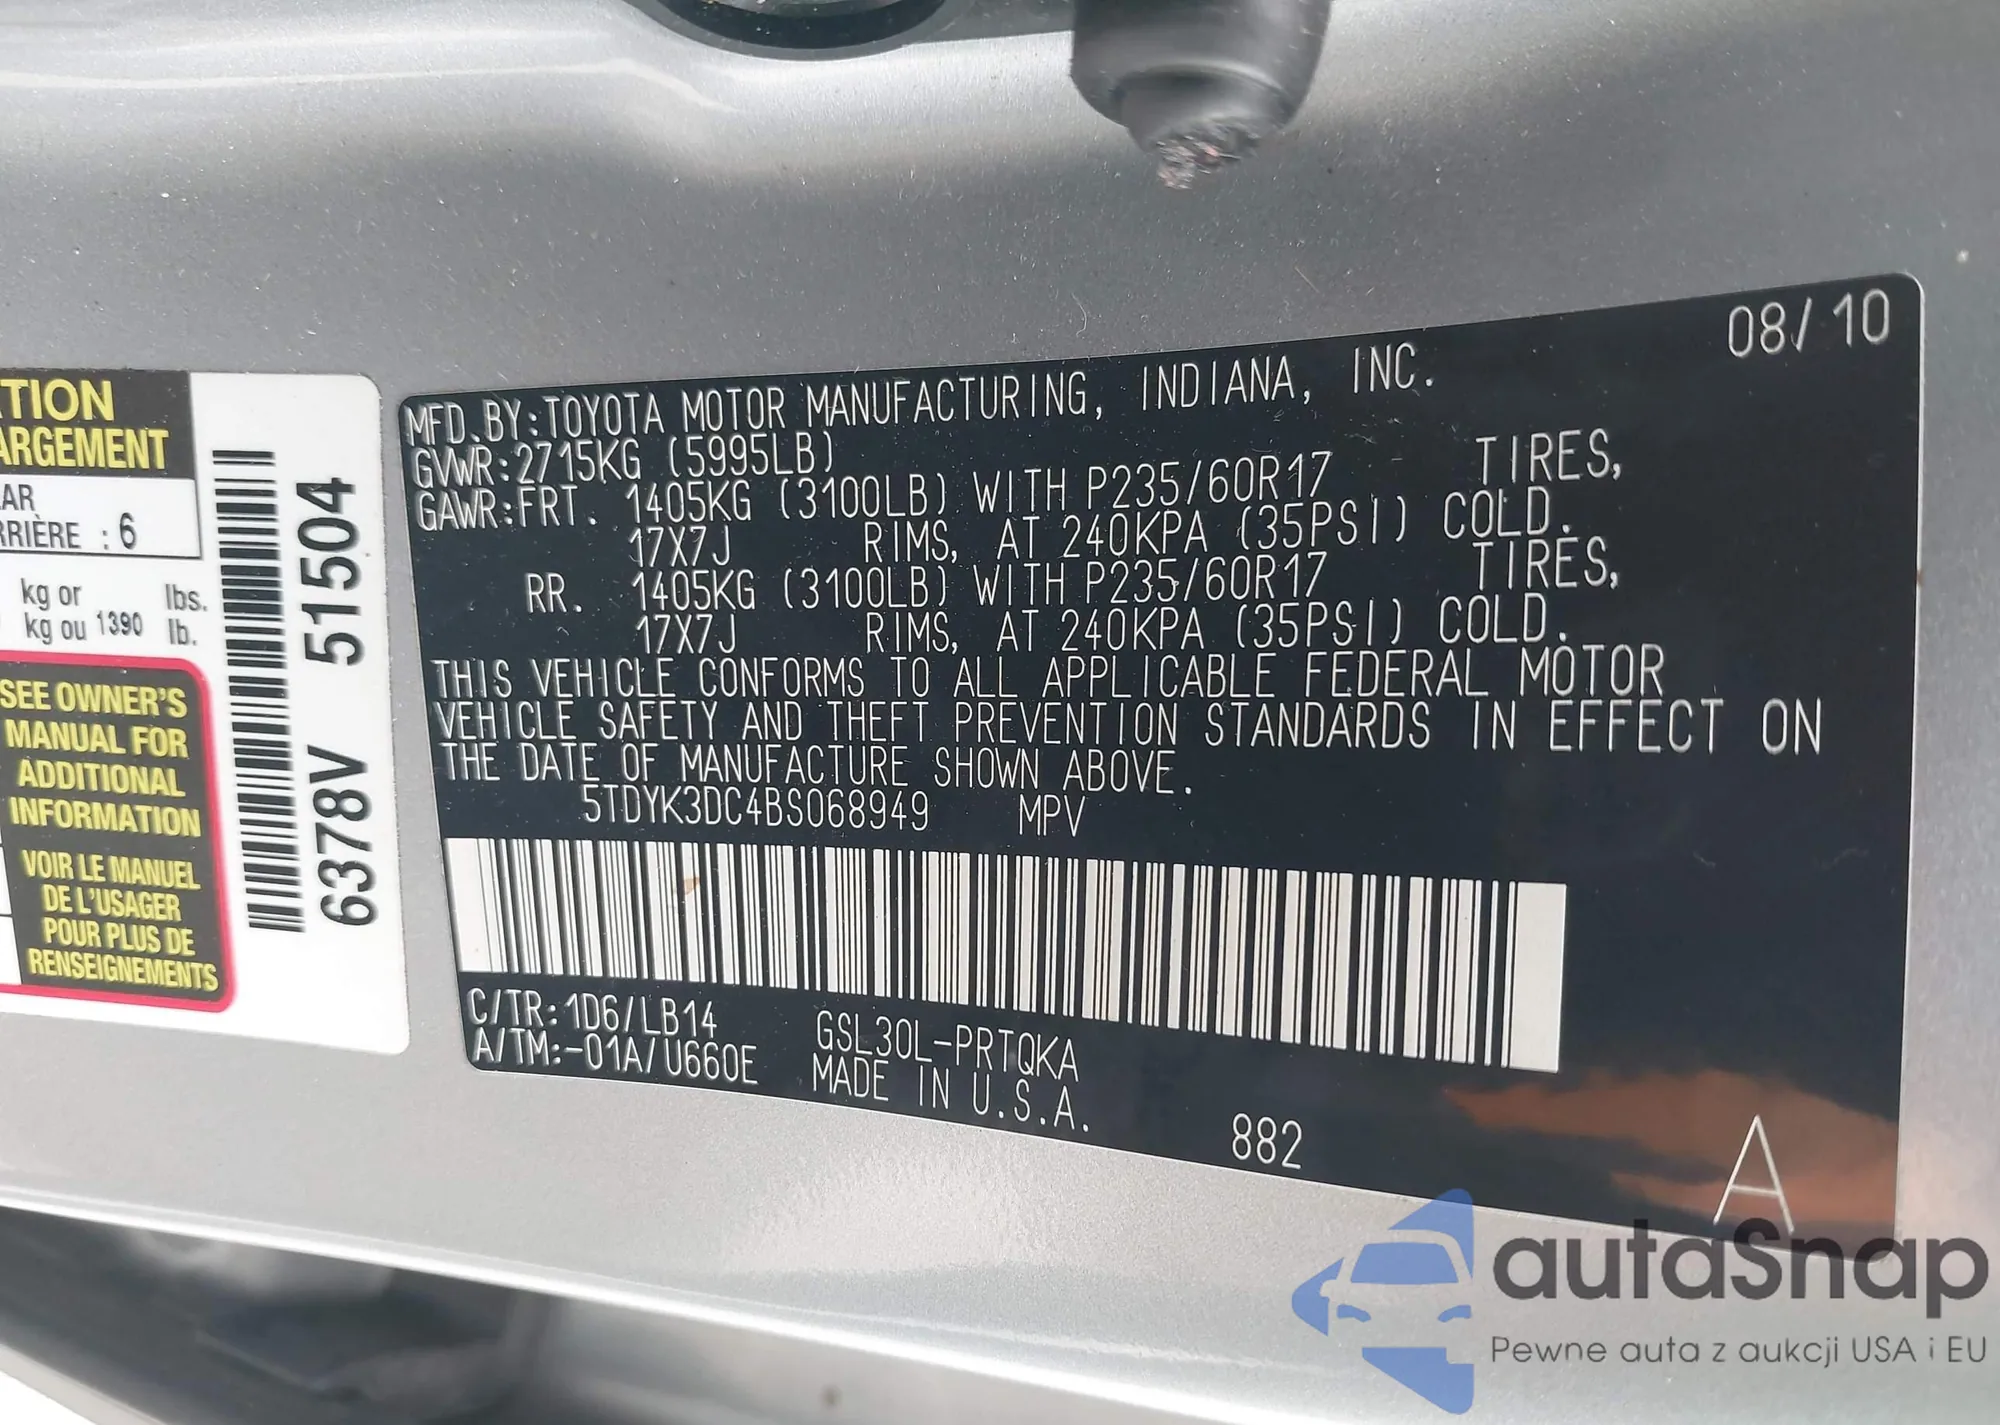 TION
ARGEMENT
AR
RRIÈRE : 6
kg or lbs.
kg ou 1390 lb.
SEE OWNER'S
MANUAL FOR
ADDITIONAL
INFORMATION
VOIR LE MANUEL
DE L'USAGER
POUR PLUS DE
RENSEIGNEMENTS
6378V 51504
08/10
MFD.BY:TOYOTA MOTOR MANUFACTURING, INDIANA, INC.
GVWR:2715KG (5995LB)
GAWR:FRT. 1405KG (3100LB) WITH P235/60R17 TIRES,
17X7J RIMS, AT 240KPA (35PSI) COLD.
RR. 1405KG (3100LB) WITH P235/60R17 TIRES,
17X7J RIMS, AT 240KPA (35PSI) COLD.
THIS VEHICLE CONFORMS TO ALL APPLICABLE FEDERAL MOTOR
VEHICLE SAFETY AND THEFT PREVENTION STANDARDS IN EFFECT ON
THE DATE OF MANUFACTURE SHOWN ABOVE.
5TDYK3DC4BS068949 MPV
C/TR:1D6/LB14 GSL30L-PRTQKA
A/TM:-01A/U660E MADE IN U.S.A.
882
A
autaSnap
Pewne auta z aukcji USA i EU